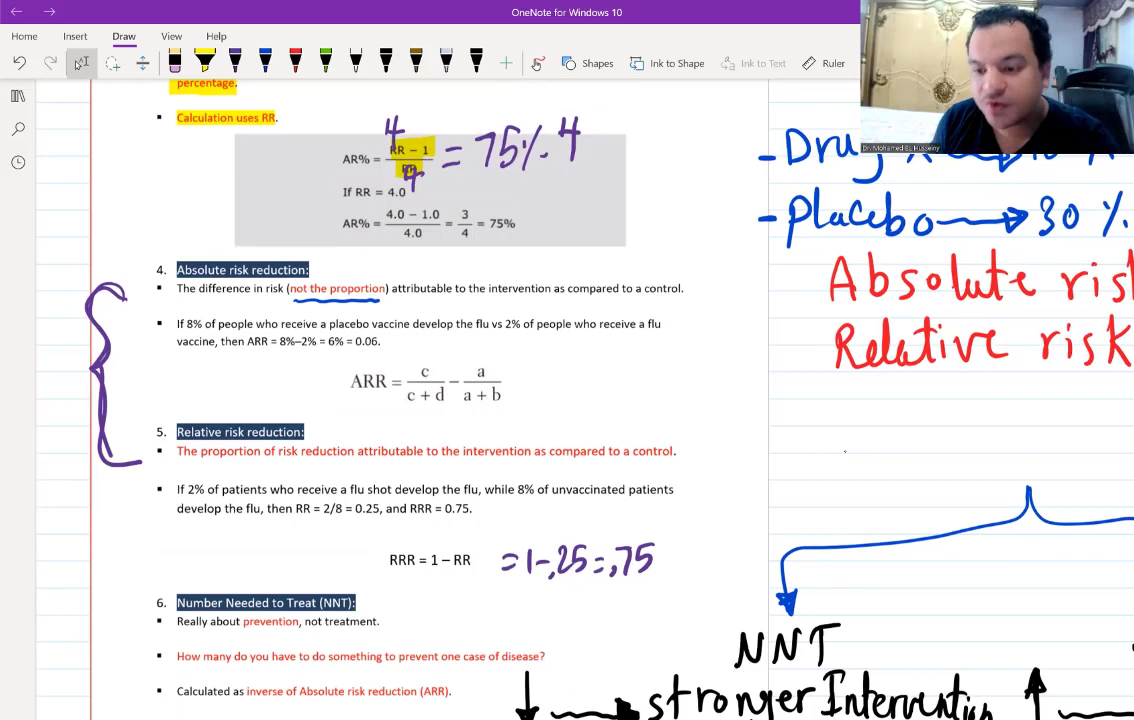 OneNote for Windows 10
Home Insert Draw View Help
Shapes Ink to Shape Ink to Text Ruler
percentage.
Calculation uses RR.
4
AR% = RR − 1 = 75% 4
4
If RR = 4.0
AR% = 4.0 − 1.0 / 4.0 = 3 / 4 = 75%
4. Absolute risk reduction:
The difference in risk (not the proportion) attributable to the intervention as compared to a control.
If 8% of people who receive a placebo vaccine develop the flu vs 2% of people who receive a flu
vaccine, then ARR = 8%–2% = 6% = 0.06.
ARR = c / c + d − a / a + b
5. Relative risk reduction:
The proportion of risk reduction attributable to the intervention as compared to a control.
If 2% of patients who receive a flu shot develop the flu, while 8% of unvaccinated patients
develop the flu, then RR = 2/8 = 0.25, and RRR = 0.75.
RRR = 1 – RR = 1-.25=.75
6. Number Needed to Treat (NNT):
Really about prevention, not treatment.
How many do you have to do something to prevent one case of disease?
Calculated as inverse of Absolute risk reduction (ARR).
Dr. Mohamed EL Husseiny
- Drug
- Placebo → 30 %
Absolute ris
Relative risk
NNT
stronger Intervention